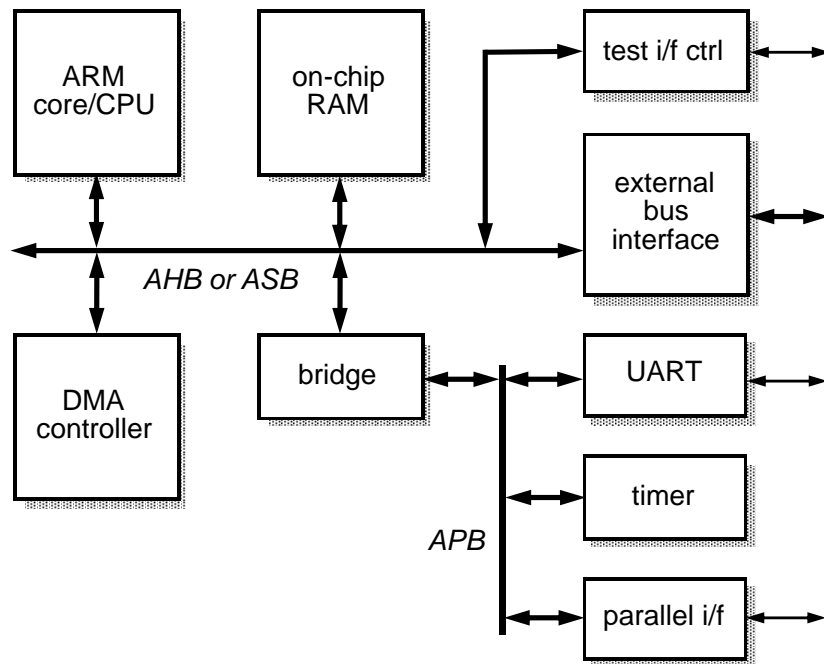 ARM
core/CPU
on-chip
RAM
test i/f ctrl
external
bus
interface
AHB or ASB
DMA
controller
bridge
UART
timer
APB
parallel i/f